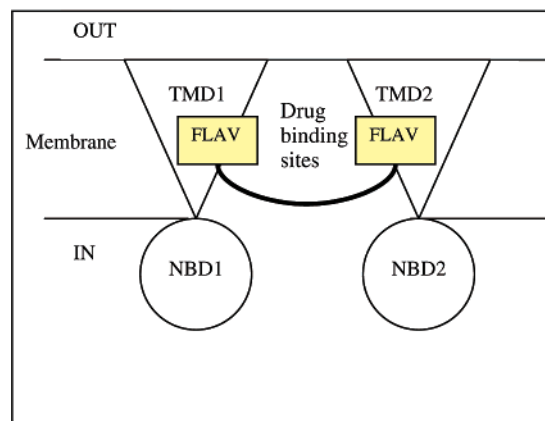 OUT
TMD1
TMD2
Drug
binding
sites
FLAV
FLAV
Membrane
IN
NBD1
NBD2